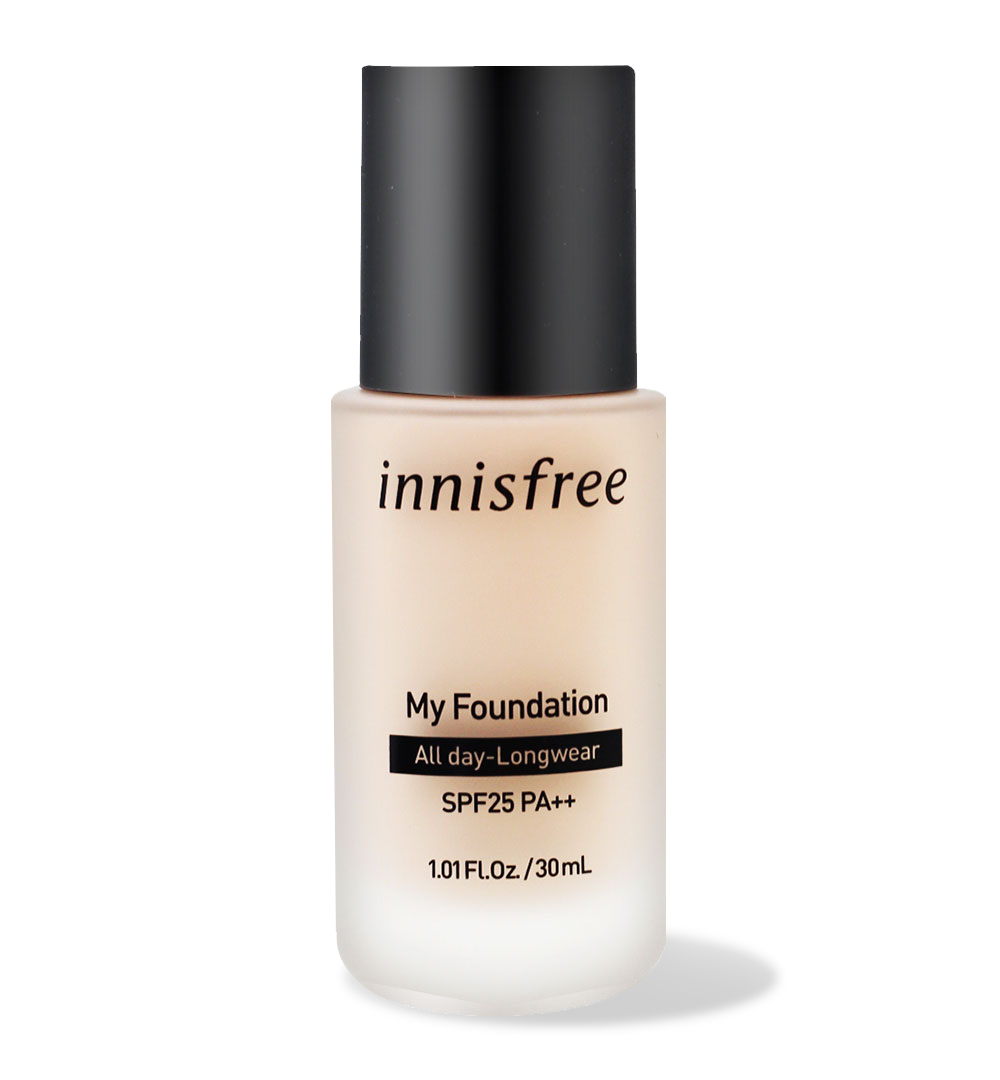 innisfree
My Foundation
All day-Longwear
SPF25 PA++
1.01 Fl.Oz. / 30 mL